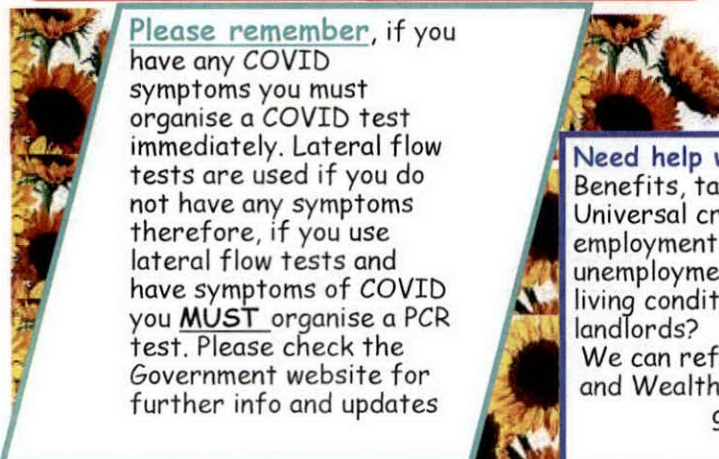 Please remember, if you
have any COVID
symptoms you must
organise a COVID test
immediately. Lateral flow
tests are used if you do
not have any symptoms
therefore, if you use
lateral flow tests and
have symptoms of COVID
you MUST organise a PCR
test. Please check the
Government website for
further info and updates
Need help
Benefits,
Universal
employment
living
landlords?
We can
and Wealth